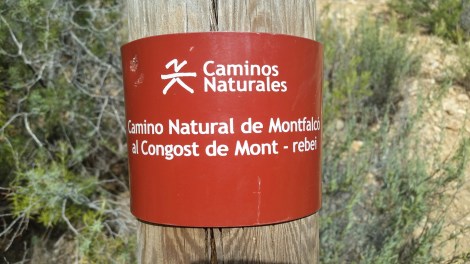 Caminos
Naturales
Camino Natural de Montfalcó
al Congost de Mont - rebei